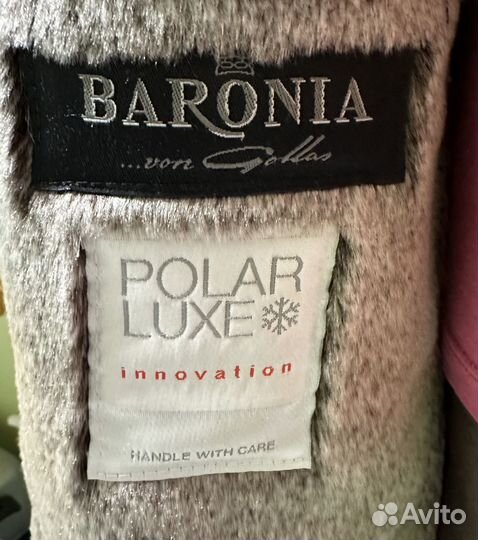 BARONIA
...von Gollas
POLAR
LUXE
innovation
HANDLE WITH CARE
Avito